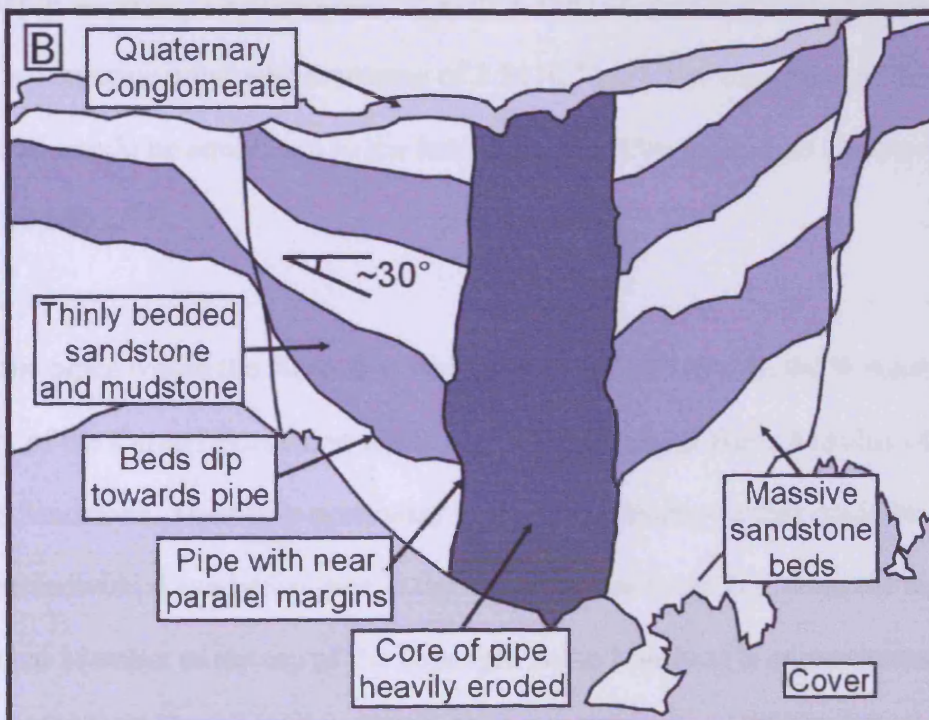 B
Quaternary
Conglomerate
~30°
Thinly bedded
sandstone
and mudstone
Beds dip
towards pipe
Pipe with near
parallel margins
Core of pipe
heavily eroded
Massive
sandstone
beds
Cover